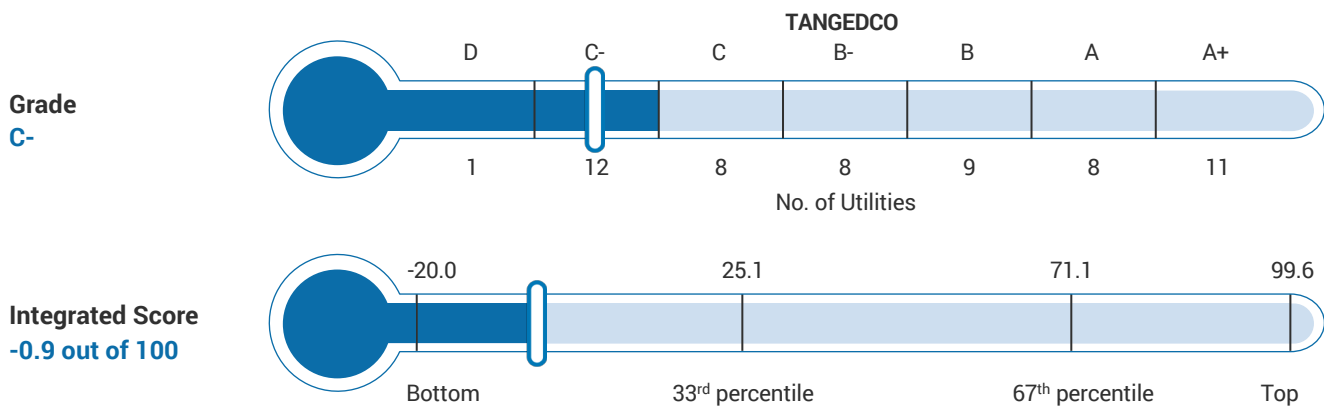 TANGEDCO
D C- C B- B A A+
Grade
C-
1 12 8 8 9 8 11
No. of Utilities
-20.0 25.1 71.1 99.6
Integrated Score
-0.9 out of 100
Bottom 33rd percentile 67th percentile Top